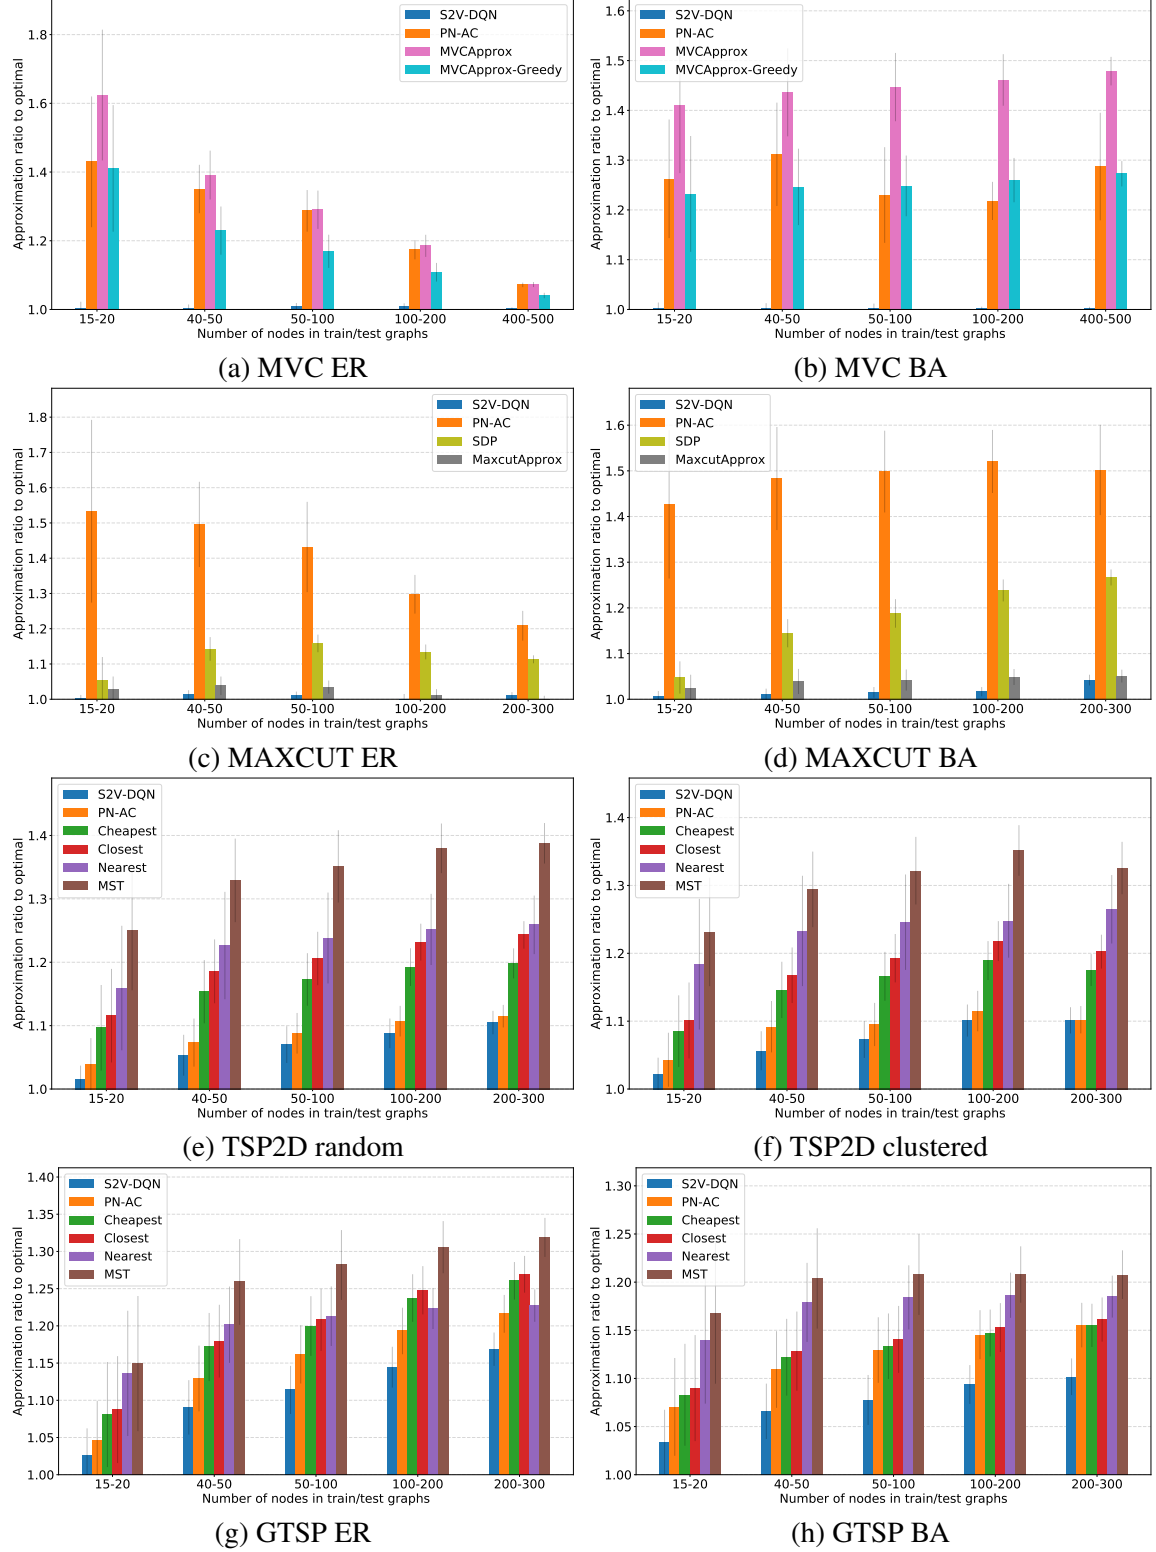 1.8
1.6
1.4
1.2
1.0
Approximation ratio to optimal
S2V-DQN
PN-AC
MVCApprox
MVCApprox-Greedy
15-20 40-50 50-100 100-200 400-500
Number of nodes in train/test graphs
(a) MVC ER
1.6
1.5
1.4
1.3
1.2
1.1
1.0
Approximation ratio to optimal
S2V-DQN
PN-AC
MVCApprox
MVCApprox-Greedy
15-20 40-50 50-100 100-200 400-500
Number of nodes in train/test graphs
(b) MVC BA
1.8
1.7
1.6
1.5
1.4
1.3
1.2
1.1
1.0
Approximation ratio to optimal
S2V-DQN
PN-AC
SDP
MaxcutApprox
15-20 40-50 50-100 100-200 200-300
Number of nodes in train/test graphs
(c) MAXCUT ER
1.6
1.5
1.4
1.3
1.2
1.1
1.0
Approximation ratio to optimal
S2V-DQN
PN-AC
SDP
MaxcutApprox
15-20 40-50 50-100 100-200 200-300
Number of nodes in train/test graphs
(d) MAXCUT BA
1.4
1.3
1.2
1.1
1.0
Approximation ratio to optimal
S2V-DQN
PN-AC
Cheapest
Closest
Nearest
MST
15-20 40-50 50-100 100-200 200-300
Number of nodes in train/test graphs
(e) TSP2D random
1.4
1.3
1.2
1.1
1.0
Approximation ratio to optimal
S2V-DQN
PN-AC
Cheapest
Closest
Nearest
MST
15-20 40-50 50-100 100-200 200-300
Number of nodes in train/test graphs
(f) TSP2D clustered
1.40
1.35
1.30
1.25
1.20
1.15
1.10
1.05
1.00
Approximation ratio to optimal
S2V-DQN
PN-AC
Cheapest
Closest
Nearest
MST
15-20 40-50 50-100 100-200 200-300
Number of nodes in train/test graphs
(g) GTSP ER
1.30
1.25
1.20
1.15
1.10
1.05
1.00
Approximation ratio to optimal
S2V-DQN
PN-AC
Cheapest
Closest
Nearest
MST
15-20 40-50 50-100 100-200 200-300
Number of nodes in train/test graphs
(h) GTSP BA